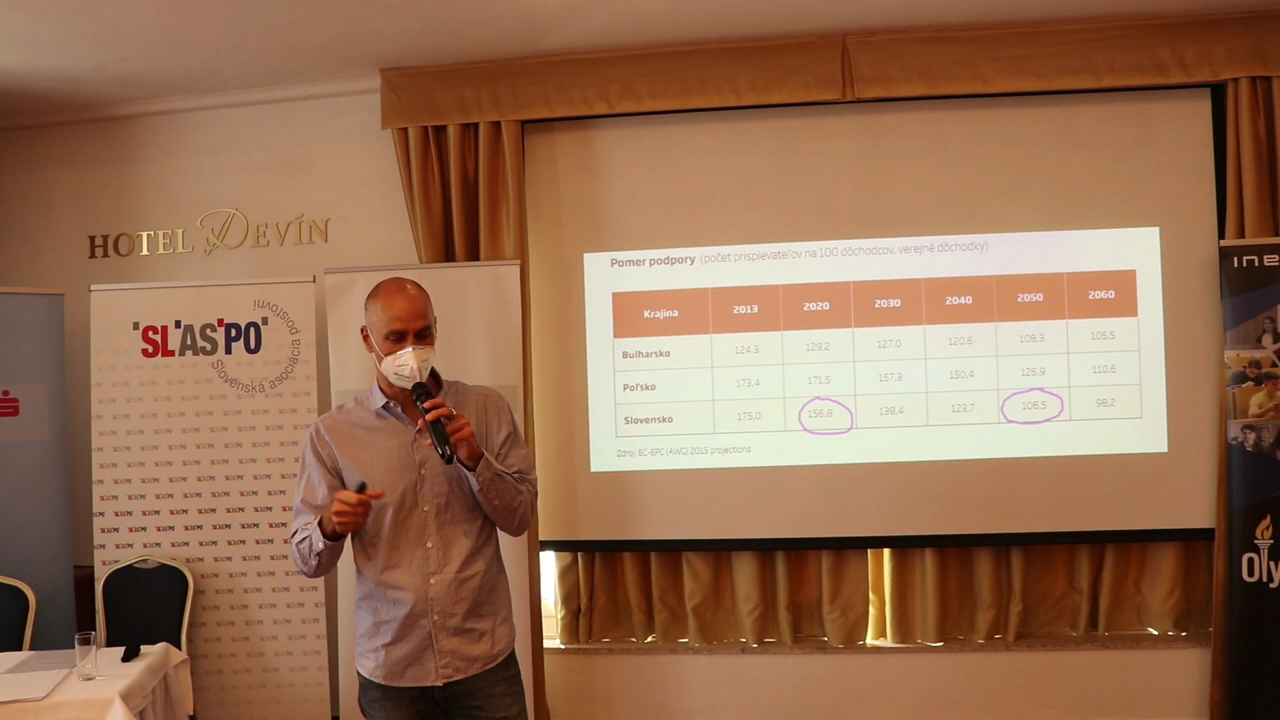 HOTEL DEVÍN
SLASPO
Slovenská asociácia poisťovní
Pomer podpory (počet prispievateľov na 100 dôchodcov, verejné dôchodky)
Krajina 2013 2020 2030 2040 2050 2060
Bulharsko 124,3 129,2 127,0 120,6 108,3 105,5
Poľsko 173,4 171,5 157,3 150,4 126,9 110,6
Slovensko 175,0 156,8 138,4 123,7 106,5 98,2
Zdroj: EC-EPC (AWG) 2015 projections
INE
Oly